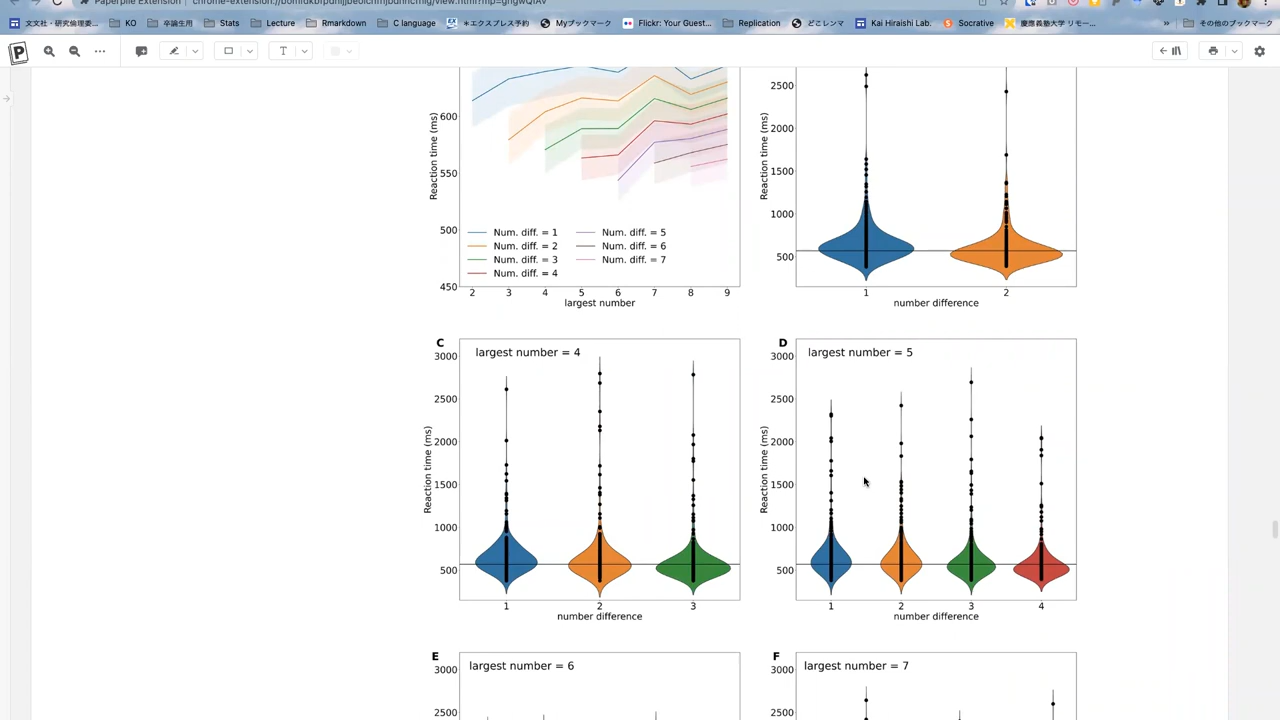 Paperpile Extension
文文社・研究倫理委...
KO
卒論生用
Stats
Lecture
Rmarkdown
C language
*エクスプレス予約
Myブックマーク
Flickr: Your Guest...
Replication
どこレンマ
Kai Hiraishi Lab.
Socrative
慶應義塾大学 リモー...
»
その他のブックマーク
P
T
Reaction time (ms)
600
550
500
450
Num. diff. = 1
Num. diff. = 2
Num. diff. = 3
Num. diff. = 4
Num. diff. = 5
Num. diff. = 6
Num. diff. = 7
2 3 4 5 6 7 8 9
largest number
Reaction time (ms)
2500
2000
1500
1000
500
1 2
number difference
C
largest number = 4
Reaction time (ms)
3000
2500
2000
1500
1000
500
1 2 3
number difference
D
largest number = 5
Reaction time (ms)
3000
2500
2000
1500
1000
500
1 2 3 4
number difference
E
largest number = 6
3000
2500
F
largest number = 7
3000
2500